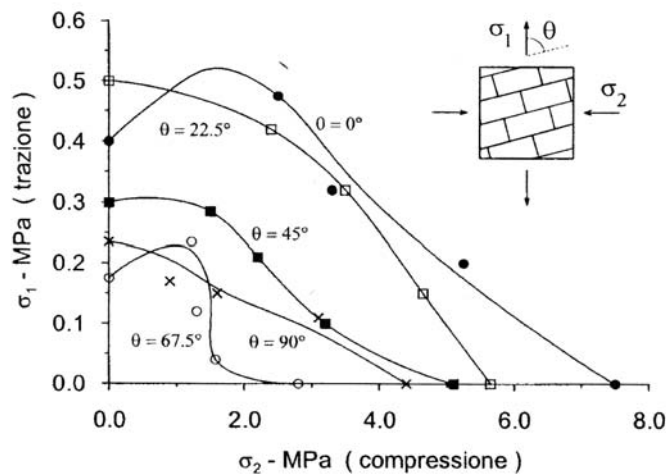 0.6
0.5
0.4
0.3
0.2
0.1
0.0
σ1 - MPa ( trazione )
σ1
θ
σ2
θ = 22.5°
0 = 0°
θ = 45°
θ = 67.5°
θ = 90°
0.0 2.0 4.0 6.0 8.0
σ2 - MPa ( compressione )